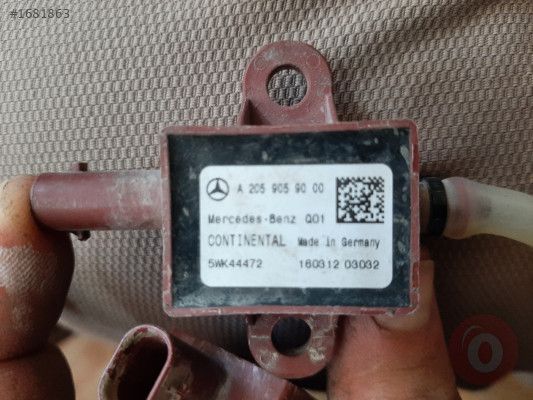 #1681863
A 205 905 90 00
Mercedes-Benz Q01
CONTINENTAL Made in Germany
5WK44472 160312 03032